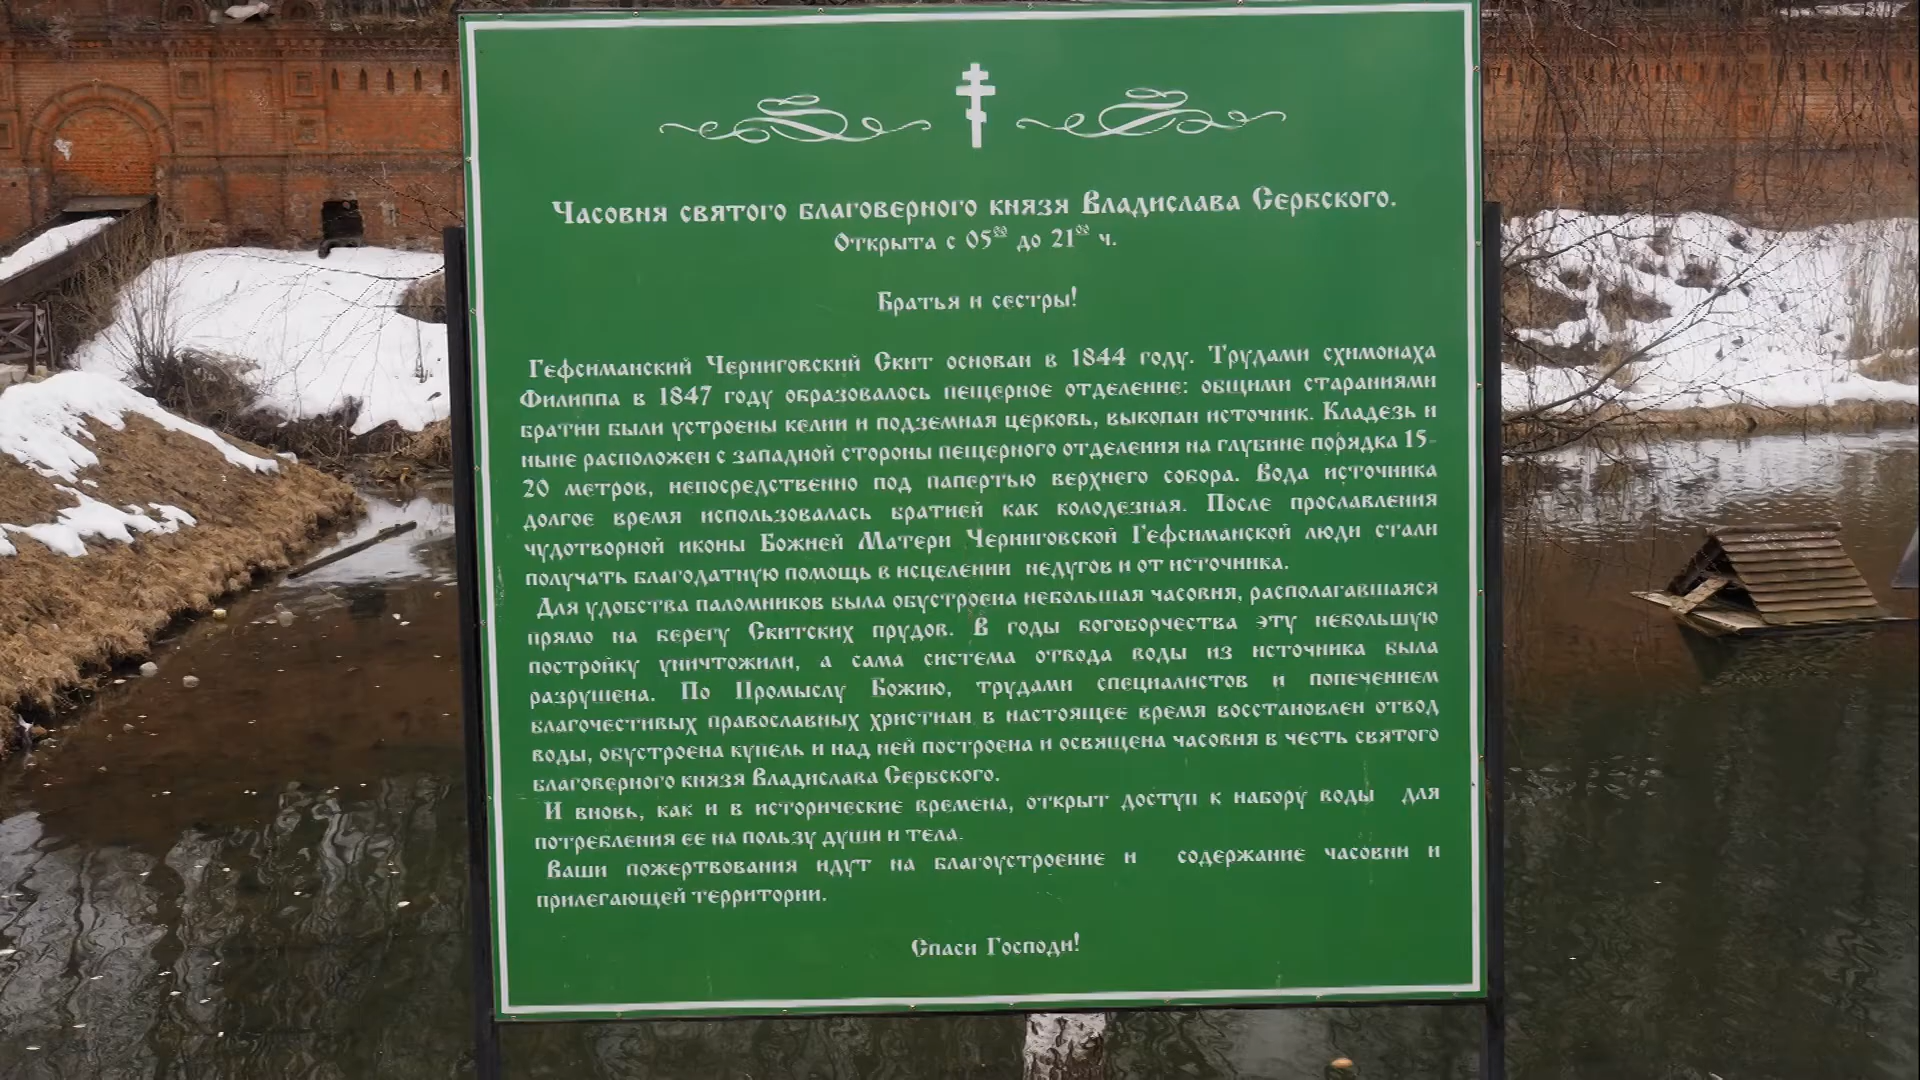 Часовня святого благоверного князя Владислава Сербского.
Открыта с 05⁰⁰ до 21⁰⁰ ч.
Братья и сестры!
Гефсиманский Черниговский Скит основан в 1844 году. Трудами схимонаха
Филиппа в 1847 году образовалось пещерное отделение: общими стараниями
братии были устроены келии и подземная церковь, выкопан источник. Кладезь и
ныне расположен с западной стороны пещерного отделения на глубине порядка 15-
20 метров, непосредственно под папертью верхнего собора. Вода источника
долгое время использовалась братией как колодезная. После прославления
чудотворной иконы Божией Матери Черниговской Гефсиманской люди стали
получать благодатную помощь в исцелении недугов и от источника.
Для удобства паломников была обустроена небольшая часовня, располагавшаяся
прямо на берегу Скитских прудов. В годы богоборчества эту небольшую
постройку уничтожили, а сама система отвода воды из источника была
разрушена. По Промыслу Божию, трудами специалистов и попечением
благочестивых православных христиан в настоящее время восстановлен отвод
воды, обустроена купель и над ней построена и освящена часовня в честь святого
благоверного князя Владислава Сербского.
И вновь, как и в исторические времена, открыт доступ к набору воды для
потребления ее на пользу души и тела.
Ваши пожертвования идут на благоустроение и содержание часовни и
прилегающей территории.
Спаси Господи!